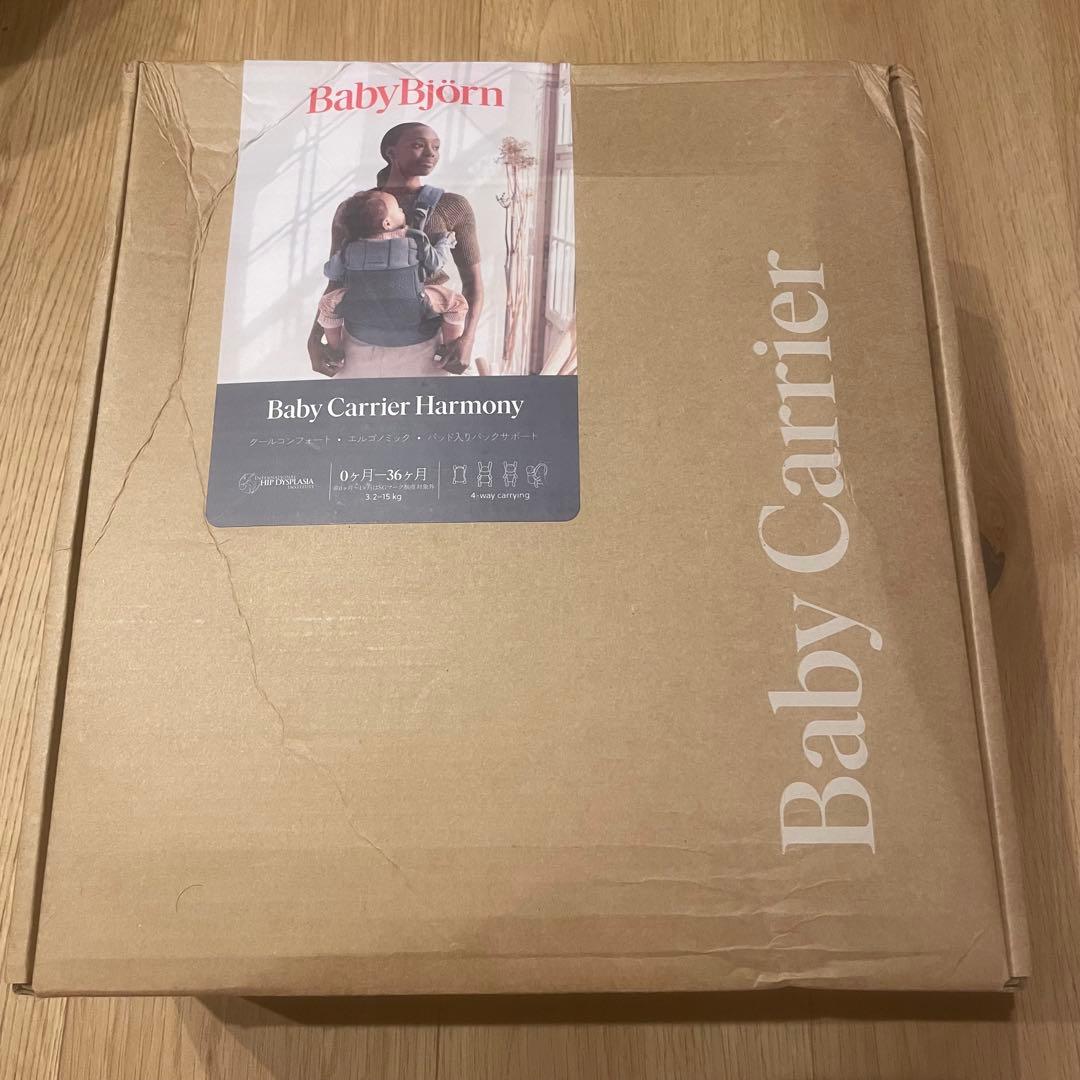 BabyBjörn
Baby Carrier Harmony
クールコンフォート • エルゴノミック • パッド入りバックサポート
INTERNATIONAL
HIP DYSPLASIA
INSTITUTE
0ヶ月—36ヶ月
3.2–15 kg
4-way carrying
Baby Carrier